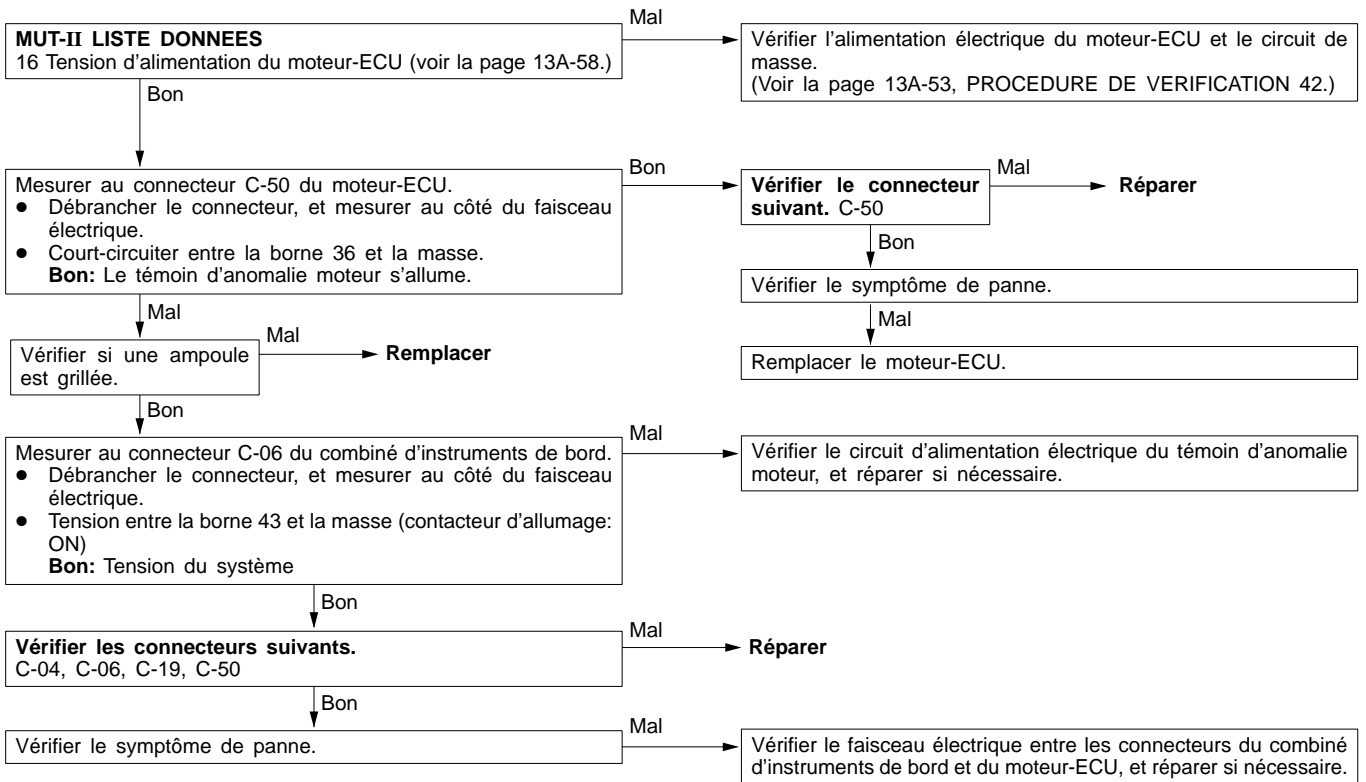 Mal
MUT-II LISTE DONNEES
16 Tension d'alimentation du moteur-ECU (voir la page 13A-58.)
Vérifier l'alimentation électrique du moteur-ECU et le circuit de
masse.
(Voir la page 13A-53, PROCEDURE DE VERIFICATION 42.)
Bon
Mesurer au connecteur C-50 du moteur-ECU.
● Débrancher le connecteur, et mesurer au côté du faisceau
électrique.
● Court-circuiter entre la borne 36 et la masse.
Bon: Le témoin d'anomalie moteur s'allume.
Bon
Vérifier le connecteur
suivant. C-50
Mal
Réparer
Bon
Vérifier le symptôme de panne.
Mal
Remplacer le moteur-ECU.
Mal
Vérifier si une ampoule
est grillée.
Mal
Remplacer
Bon
Mesurer au connecteur C-06 du combiné d'instruments de bord.
● Débrancher le connecteur, et mesurer au côté du faisceau
électrique.
● Tension entre la borne 43 et la masse (contacteur d'allumage:
ON)
Bon: Tension du système
Mal
Vérifier le circuit d'alimentation électrique du témoin d'anomalie
moteur, et réparer si nécessaire.
Bon
Vérifier les connecteurs suivants.
C-04, C-06, C-19, C-50
Mal
Réparer
Bon
Vérifier le symptôme de panne.
Mal
Vérifier le faisceau électrique entre les connecteurs du combiné
d'instruments de bord et du moteur-ECU, et réparer si nécessaire.